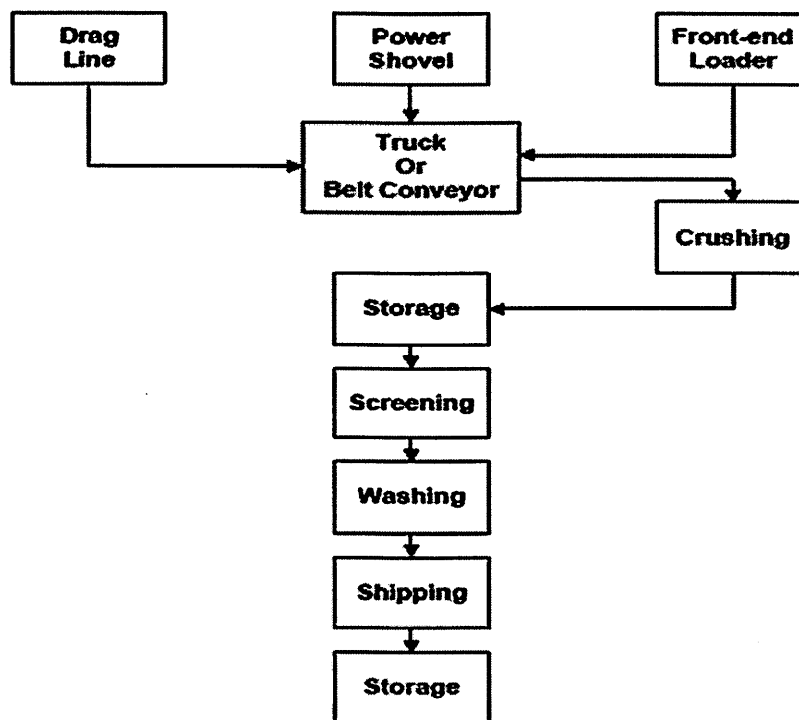 Drag
Line
Power
Shovel
Front-end
Loader
Truck
Or
Belt Conveyor
Crushing
Storage
Screening
Washing
Shipping
Storage